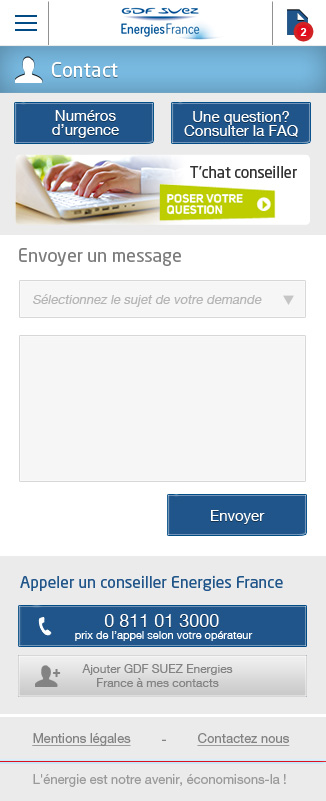 GDF SUEZ
Energies France
2
Contact
Numéros
d'urgence
Une question?
Consulter la FAQ
T'chat conseiller
POSER VOTRE
QUESTION
Envoyer un message
Sélectionnez le sujet de votre demande
Envoyer
Appeler un conseiller Energies France
0 811 01 3000
prix de l'appel selon votre opérateur
Ajouter GDF SUEZ Energies
France à mes contacts
Mentions légales - Contactez nous
L'énergie est notre avenir, économisons-la !